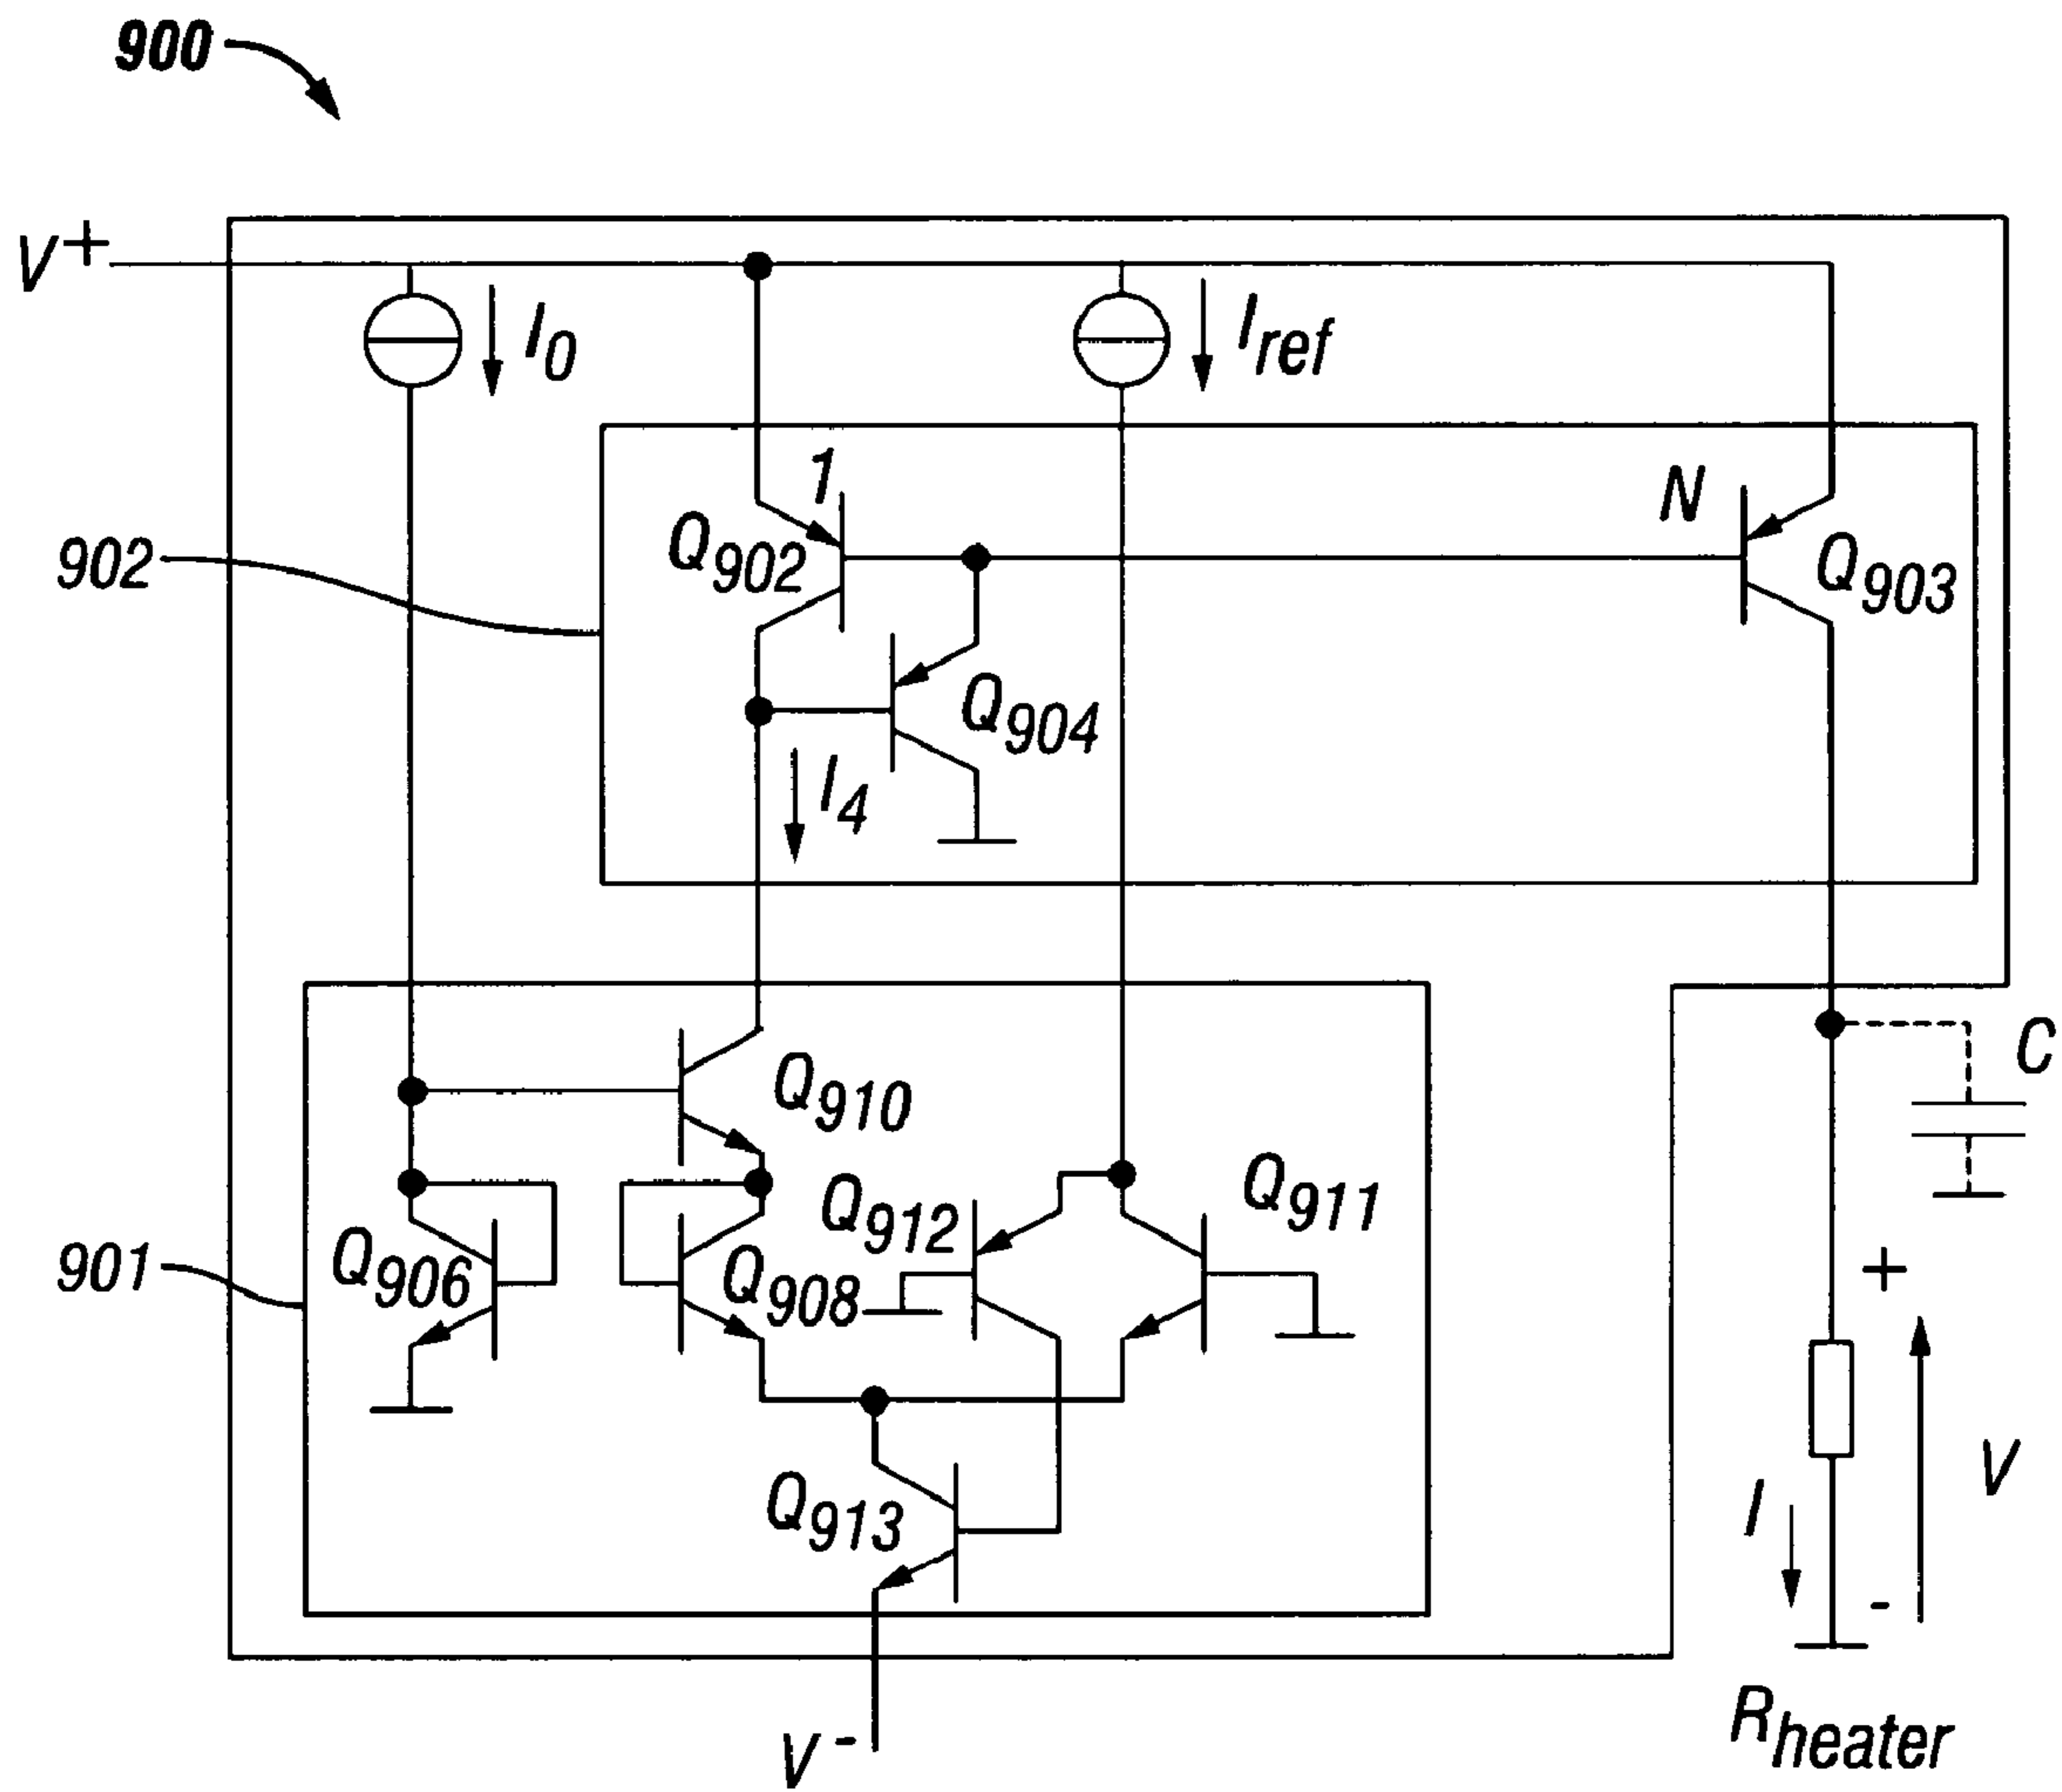 900
V+
I0
Iref
1
N
Q902
Q903
902
Q904
I4
C
Q910
Q912
Q911
901
Q906
Q908
+
Q913
V
I
-
V-
Rheater